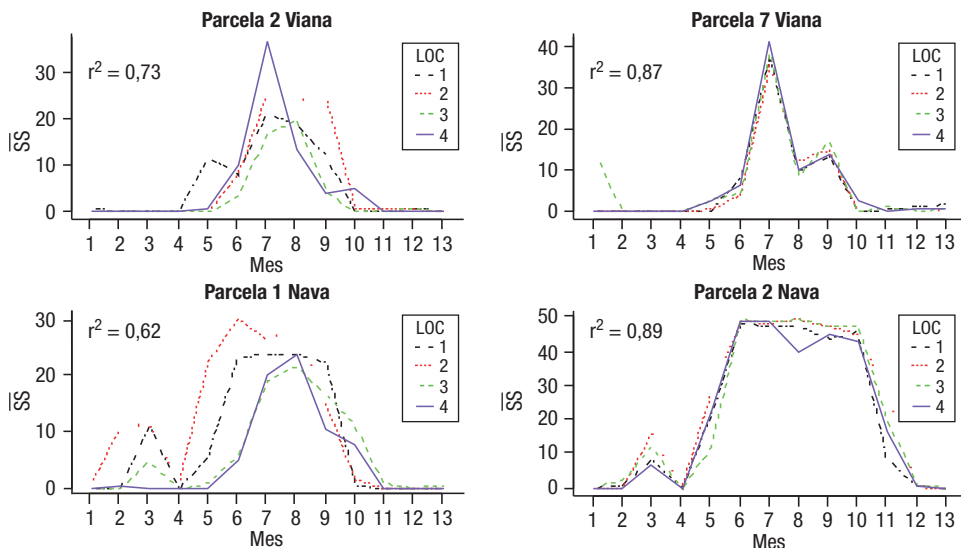 Parcela 2 Viana
r² = 0,73
LOC
1
2
3
4
SS
30
20
10
0
1 2 3 4 5 6 7 8 9 10 11 12 13
Mes
Parcela 7 Viana
r² = 0,87
LOC
1
2
3
4
SS
40
30
20
10
0
1 2 3 4 5 6 7 8 9 10 11 12 13
Mes
Parcela 1 Nava
r² = 0,62
LOC
1
2
3
4
SS
30
20
10
0
1 2 3 4 5 6 7 8 9 10 11 12 13
Mes
Parcela 2 Nava
r² = 0,89
LOC
1
2
3
4
SS
50
40
30
20
10
0
1 2 3 4 5 6 7 8 9 10 11 12 13
Mes